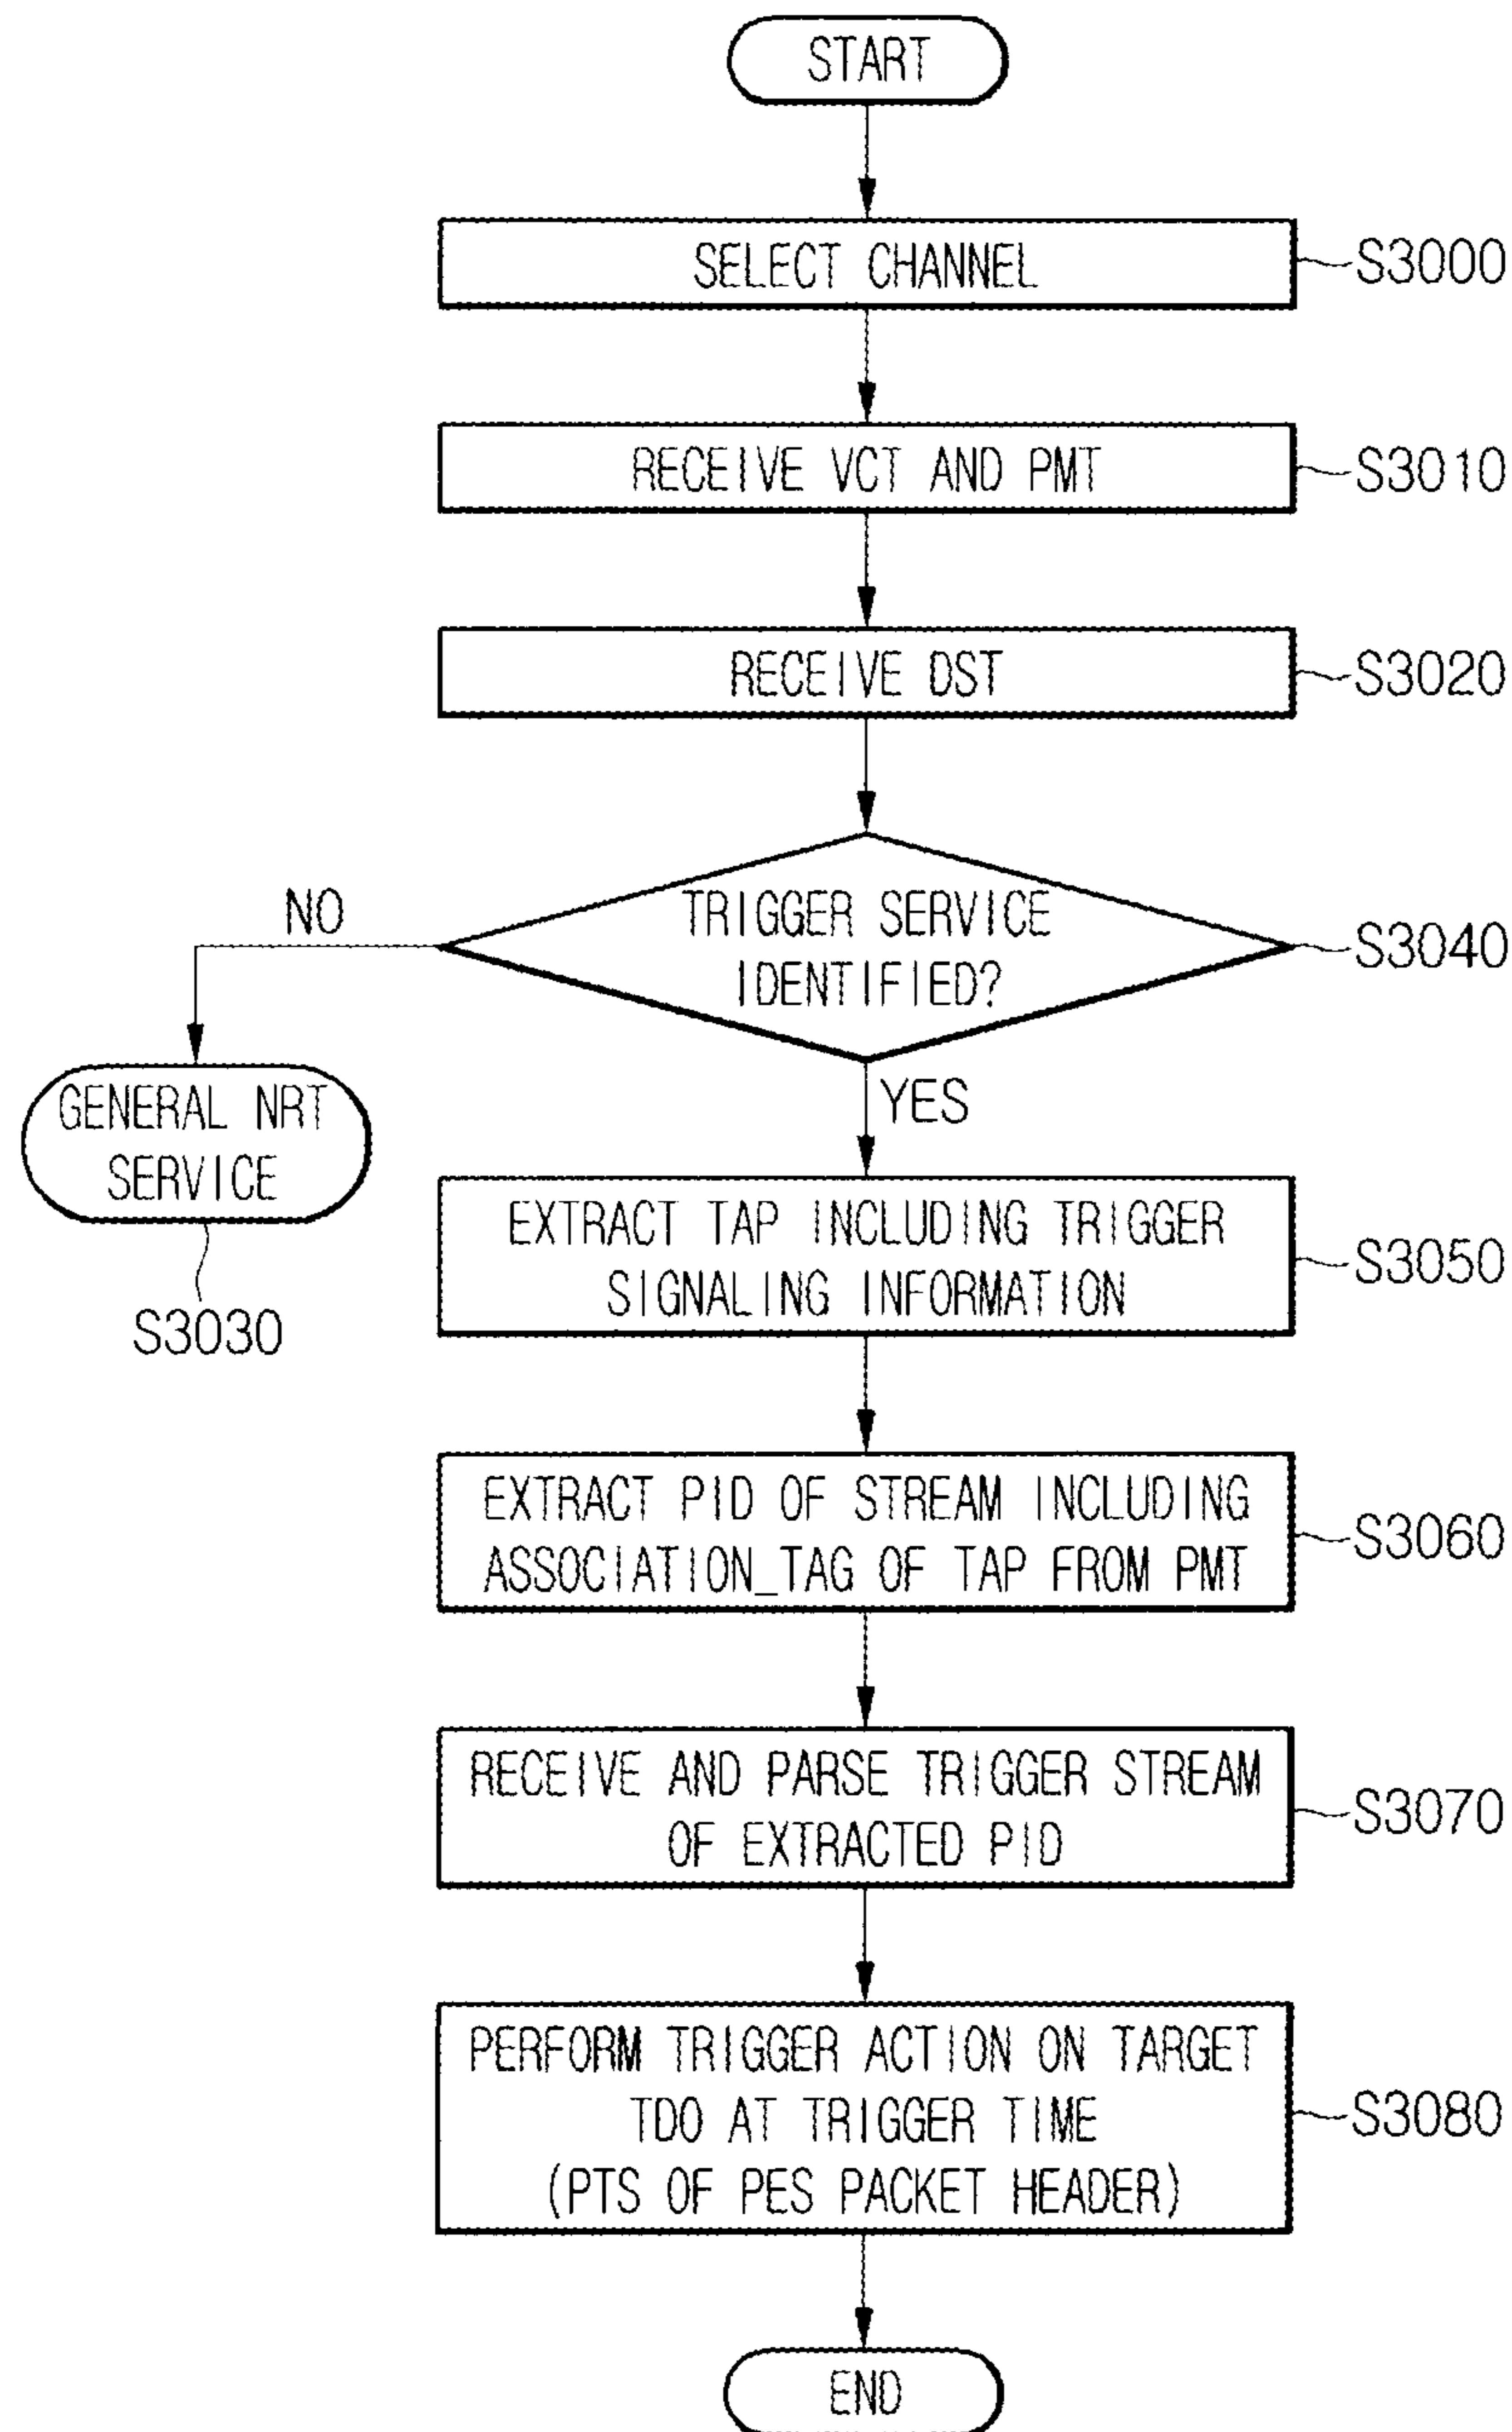 START
SELECT CHANNEL
S3000
RECEIVE VCT AND PMT
S3010
RECEIVE DST
S3020
TRIGGER SERVICE
IDENTIFIED?
S3040
NO
GENERAL NRT
SERVICE
S3030
YES
EXTRACT TAP INCLUDING TRIGGER
SIGNALING INFORMATION
S3050
EXTRACT PID OF STREAM INCLUDING
ASSOCIATION_TAG OF TAP FROM PMT
S3060
RECEIVE AND PARSE TRIGGER STREAM
OF EXTRACTED PID
S3070
PERFORM TRIGGER ACTION ON TARGET
TDO AT TRIGGER TIME
(PTS OF PES PACKET HEADER)
S3080
END